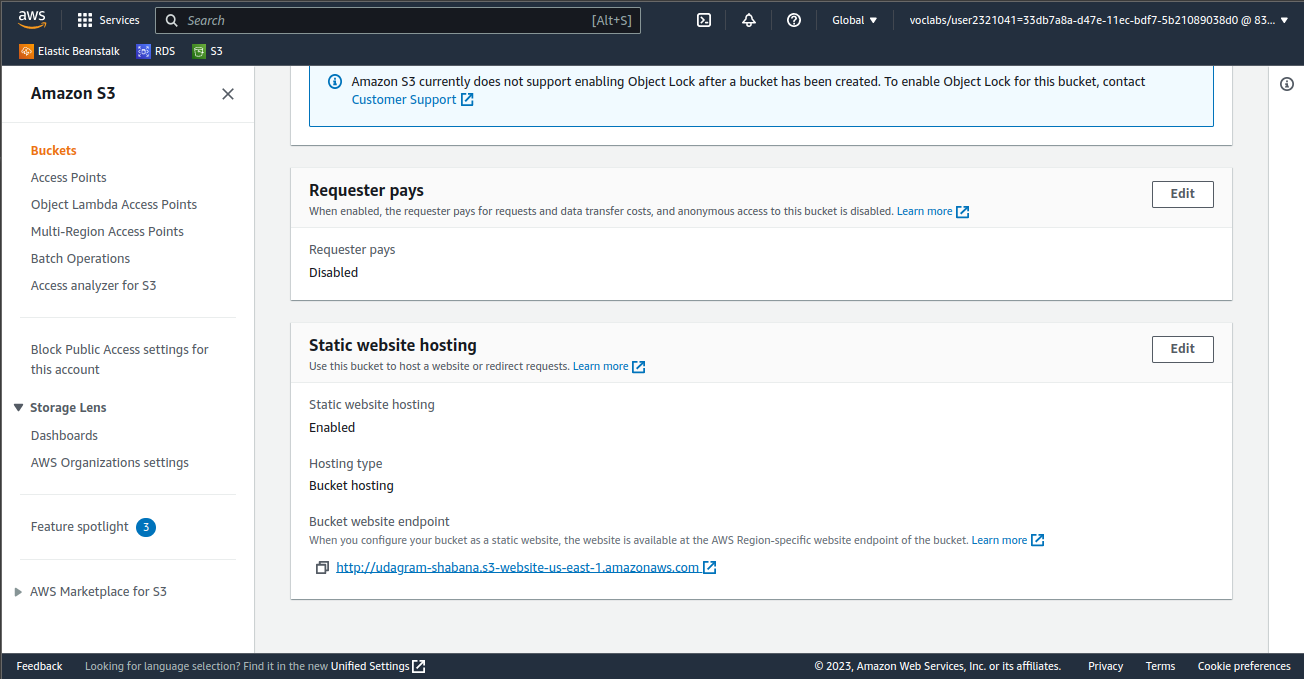 aws
Services
Search
[Alt+S]
Global
voclabs/user2321041=33db7a8a-d47e-11ec-bdf7-5b21089038d0 @ 83...
Elastic Beanstalk
RDS
S3
Amazon S3
Buckets
Access Points
Object Lambda Access Points
Multi-Region Access Points
Batch Operations
Access analyzer for S3
Block Public Access settings for
this account
Storage Lens
Dashboards
AWS Organizations settings
Feature spotlight 3
AWS Marketplace for S3
Amazon S3 currently does not support enabling Object Lock after a bucket has been created. To enable Object Lock for this bucket, contact
Customer Support
Requester pays
Edit
When enabled, the requester pays for requests and data transfer costs, and anonymous access to this bucket is disabled. Learn more
Requester pays
Disabled
Static website hosting
Edit
Use this bucket to host a website or redirect requests. Learn more
Static website hosting
Enabled
Hosting type
Bucket hosting
Bucket website endpoint
When you configure your bucket as a static website, the website is available at the AWS Region-specific website endpoint of the bucket. Learn more
http://udagram-shabana.s3-website-us-east-1.amazonaws.com
Feedback
Looking for language selection? Find it in the new Unified Settings
© 2023, Amazon Web Services, Inc. or its affiliates.
Privacy
Terms
Cookie preferences